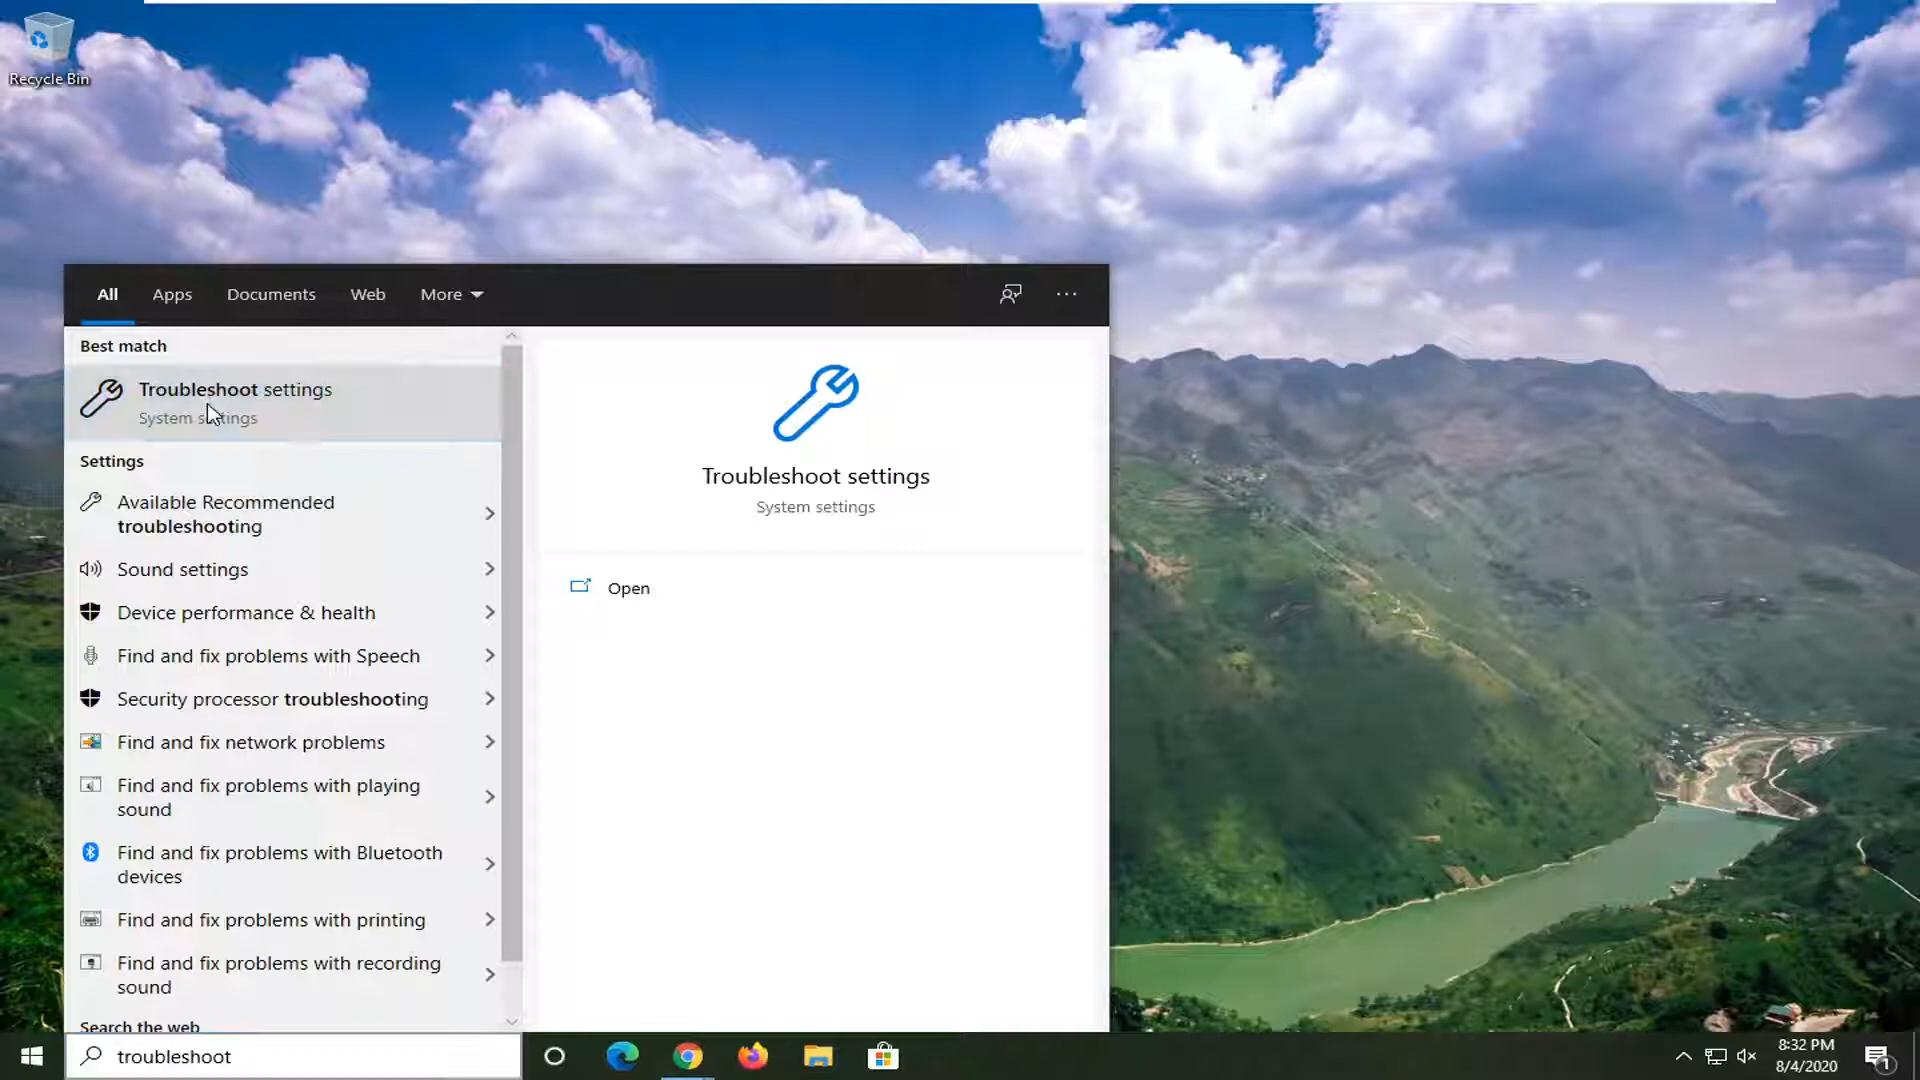 Recycle Bin
All
Apps
Documents
Web
More
Best match
Troubleshoot settings
System settings
Settings
Available Recommended
troubleshooting
Sound settings
Device performance & health
Find and fix problems with Speech
Security processor troubleshooting
Find and fix network problems
Find and fix problems with playing
sound
Find and fix problems with Bluetooth
devices
Find and fix problems with printing
Find and fix problems with recording
sound
Search the web
Troubleshoot settings
System settings
Open
troubleshoot
8:32 PM
8/4/2020
1